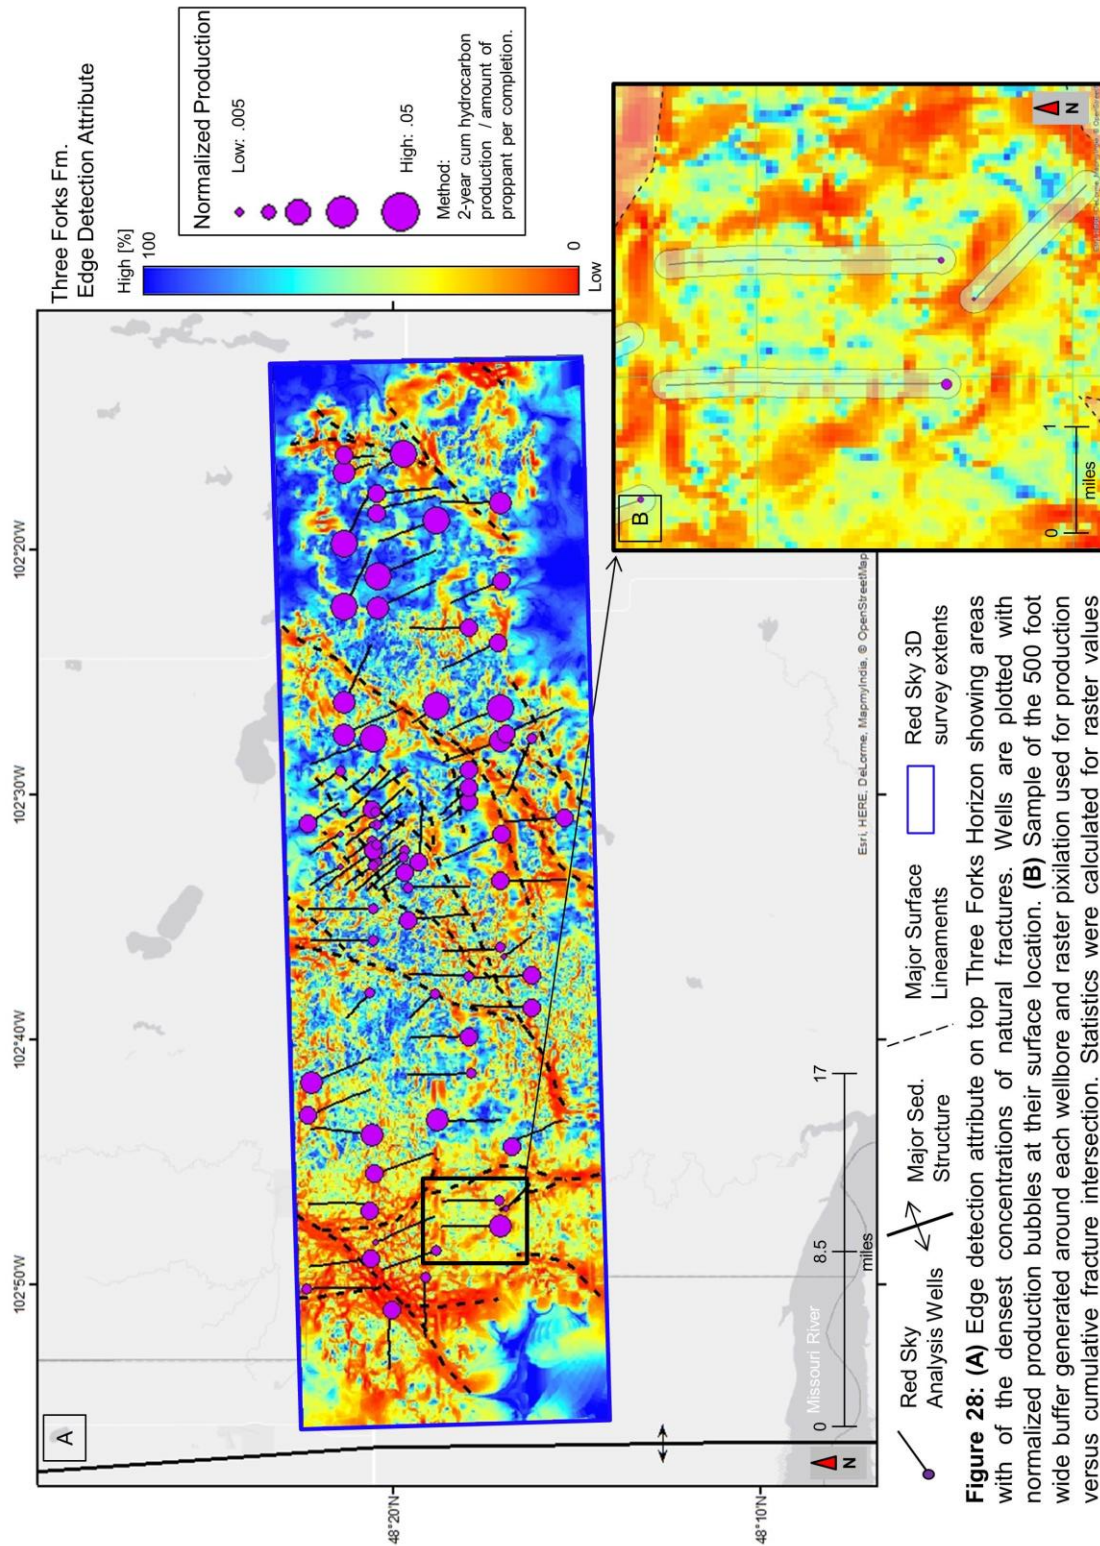 A
102°50'W
102°40'W
102°30'W
102°20'W
48°20'N
48°10'N
Three Forks Fm.
Edge Detection Attribute
High [%]
100
0
Low
Normalized Production
Low: .005
High: .05
Method:
2-year cum hydrocarbon
production / amount of
proppant per completion.
Missouri River
N
0
8.5
17
miles
Esri, HERE, DeLorme, MapmyIndia, © OpenStreetMap
B
0
1
miles
N
Red Sky
Analysis Wells
Major Sed.
Structure
Major Surface
Lineaments
Red Sky 3D
survey extents
Figure 28: (A) Edge detection attribute on top Three Forks Horizon showing areas
with of the densest concentrations of natural fractures. Wells are plotted with
normalized production bubbles at their surface location. (B) Sample of the 500 foot
wide buffer generated around each wellbore and raster pixilation used for production
versus cumulative fracture intersection. Statistics were calculated for raster values